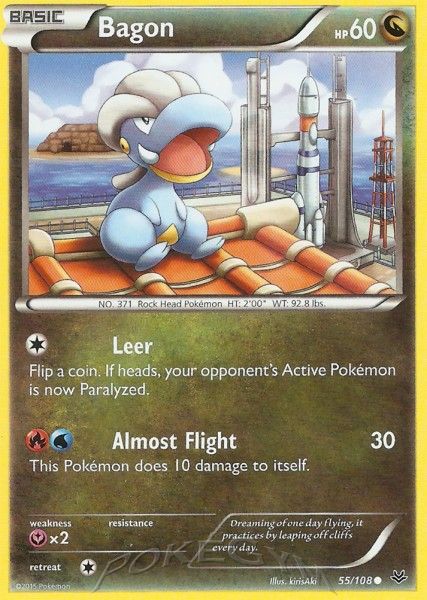 BASIC
Bagon
HP60
NO. 371 Rock Head Pokémon HT: 2'00" WT: 92.8 lbs.
Leer
Flip a coin. If heads, your opponent's Active Pokémon
is now Paralyzed.
Almost Flight 30
This Pokémon does 10 damage to itself.
weakness resistance
×2
Dreaming of one day flying, it
practices by leaping off cliffs
every day.
retreat
©2015 Pokémon
Illus. kirisAki
55/108